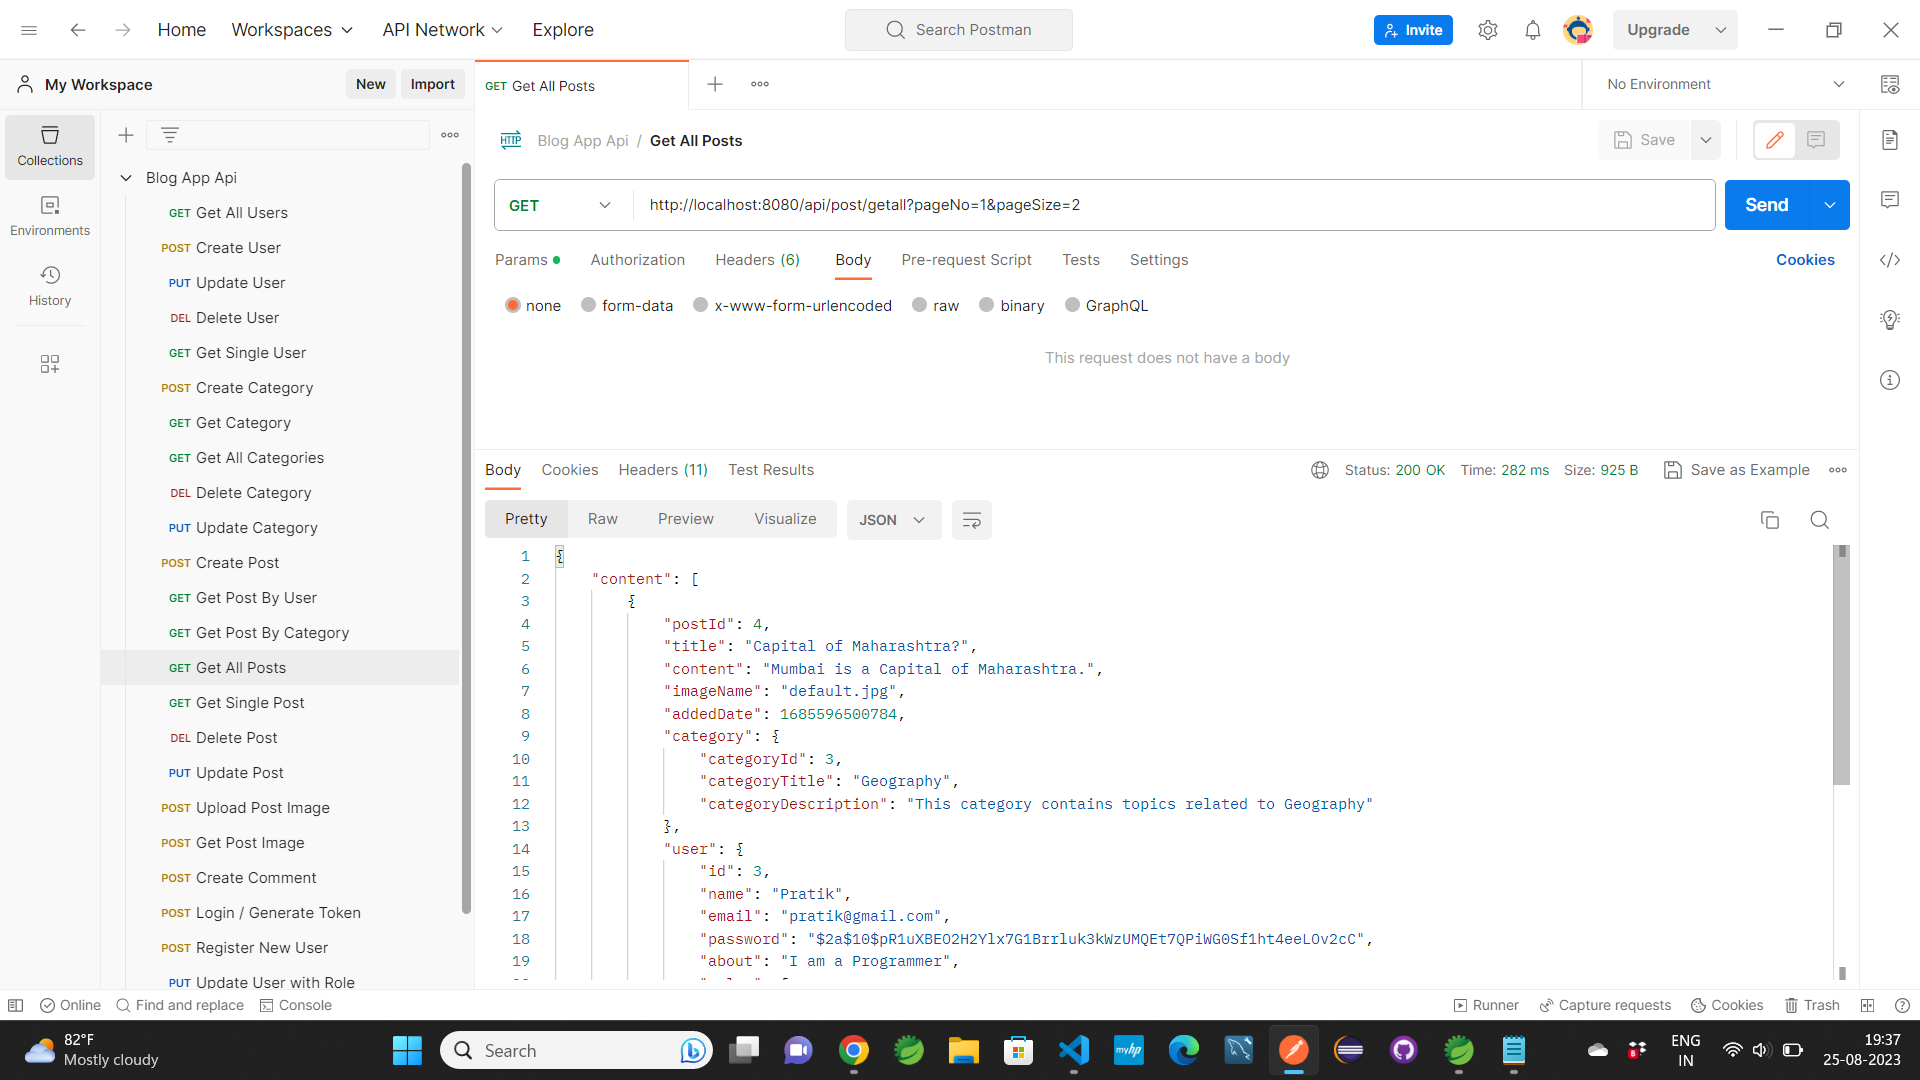 Home Workspaces API Network Explore Search Postman Invite Upgrade
My Workspace New Import GET Get All Posts No Environment
Collections
Environments
History
Blog App Api
GET Get All Users
POST Create User
PUT Update User
DEL Delete User
GET Get Single User
POST Create Category
GET Get Category
GET Get All Categories
DEL Delete Category
PUT Update Category
POST Create Post
GET Get Post By User
GET Get Post By Category
GET Get All Posts
GET Get Single Post
DEL Delete Post
PUT Update Post
POST Upload Post Image
POST Get Post Image
POST Create Comment
POST Login / Generate Token
POST Register New User
PUT Update User with Role
HTTP Blog App Api / Get All Posts Save
GET http://localhost:8080/api/post/getall?pageNo=1&pageSize=2 Send
Params Authorization Headers (6) Body Pre-request Script Tests Settings Cookies
none form-data x-www-form-urlencoded raw binary GraphQL
This request does not have a body
Body Cookies Headers (11) Test Results Status: 200 OK Time: 282 ms Size: 925 B Save as Example
Pretty Raw Preview Visualize JSON
1 {
2 "content": [
3 {
4 "postId": 4,
5 "title": "Capital of Maharashtra?",
6 "content": "Mumbai is a Capital of Maharashtra.",
7 "imageName": "default.jpg",
8 "addedDate": 1685596500784,
9 "category": {
10 "categoryId": 3,
11 "categoryTitle": "Geography",
12 "categoryDescription": "This category contains topics related to Geography"
13 },
14 "user": {
15 "id": 3,
16 "name": "Pratik",
17 "email": "pratik@gmail.com",
18 "password": "$2a$10$pR1uXBEO2H2Ylx7G1Brrluk3kWzUMQEt7QPiWG0Sf1ht4eeLOv2cC",
19 "about": "I am a Programmer",
Online Find and replace Console Runner Capture requests Cookies Trash
82°F
Mostly cloudy
Search
myhp
ENG
IN
19:37
25-08-2023